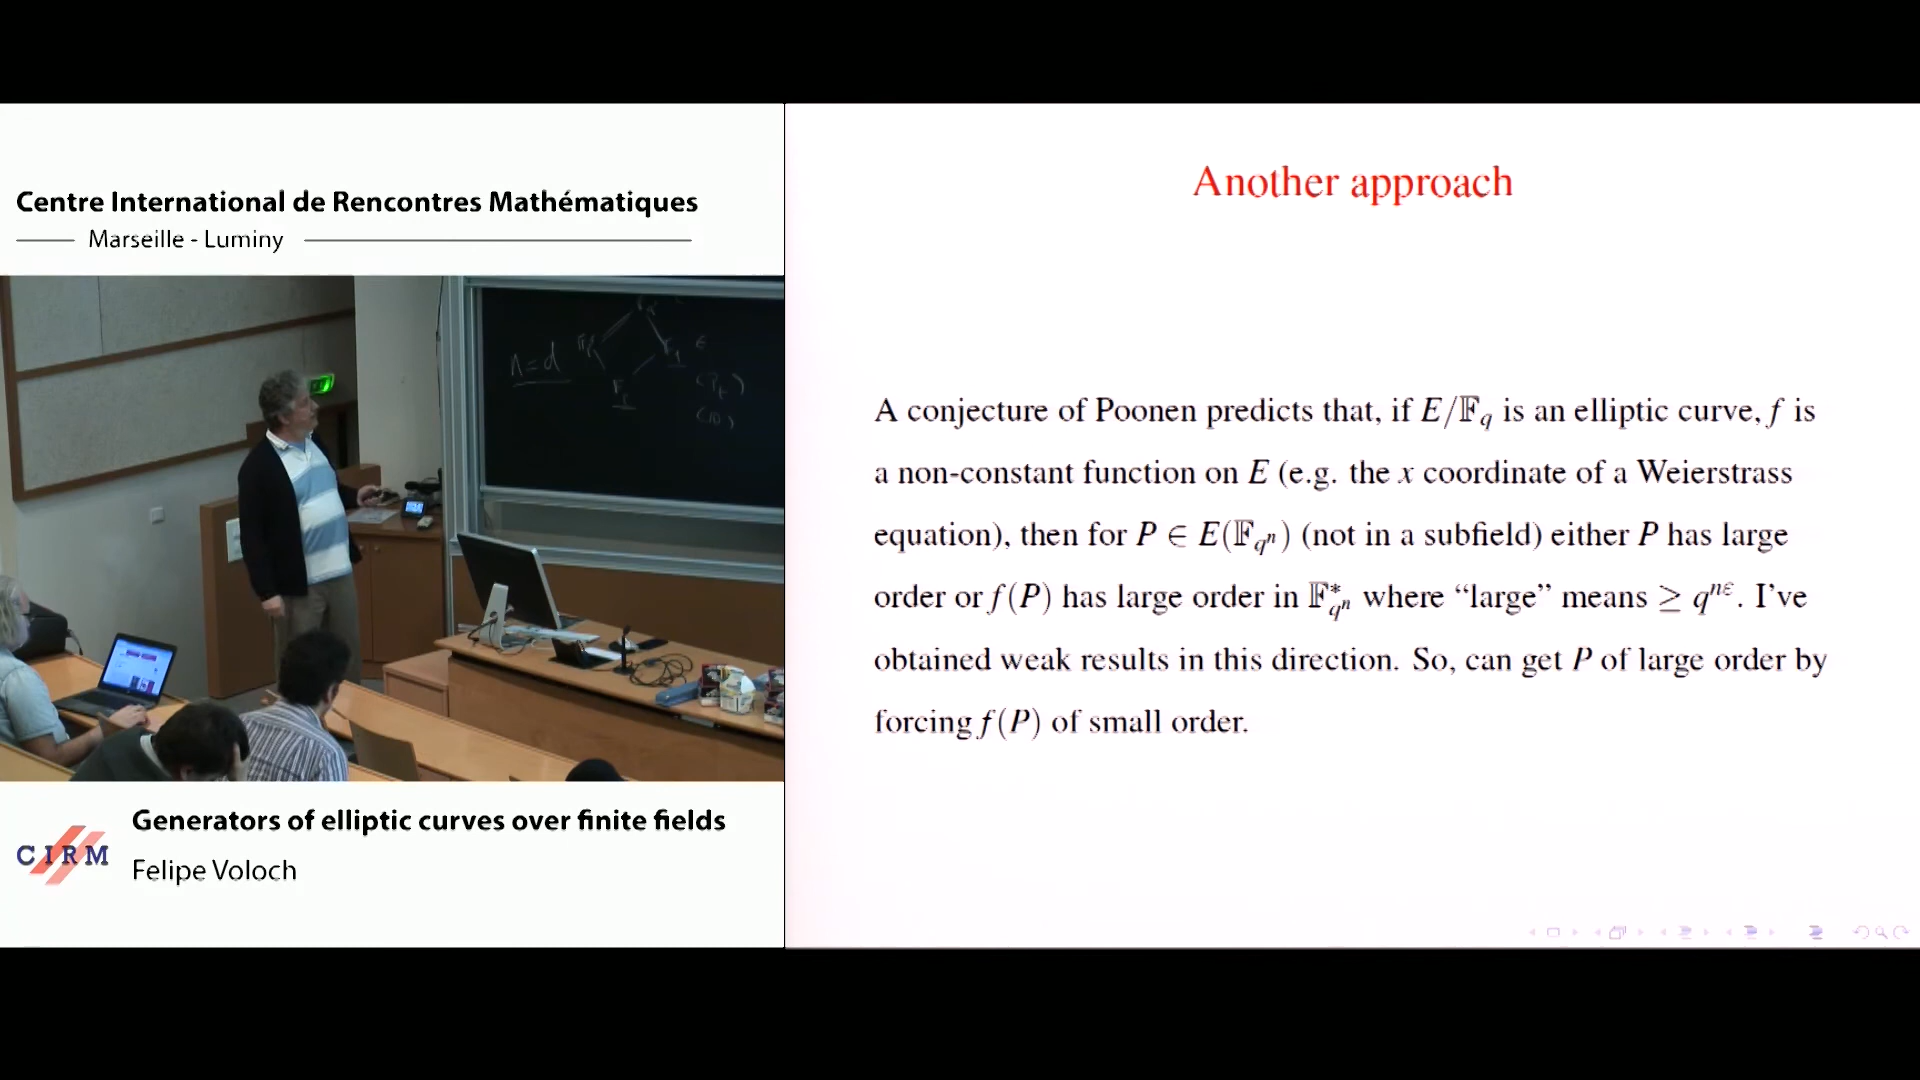 Centre International de Rencontres Mathématiques
Marseille - Luminy
n = d
Generators of elliptic curves over finite fields
CIRM
Felipe Voloch
Another approach
A conjecture of Poonen predicts that, if E/𝔽_q is an elliptic curve, f is
a non-constant function on E (e.g. the x coordinate of a Weierstrass
equation), then for P ∈ E(𝔽_{q^n}) (not in a subfield) either P has large
order or f(P) has large order in 𝔽*_{q^n} where “large” means ≥ q^{nε}. I’ve
obtained weak results in this direction. So, can get P of large order by
forcing f(P) of small order.